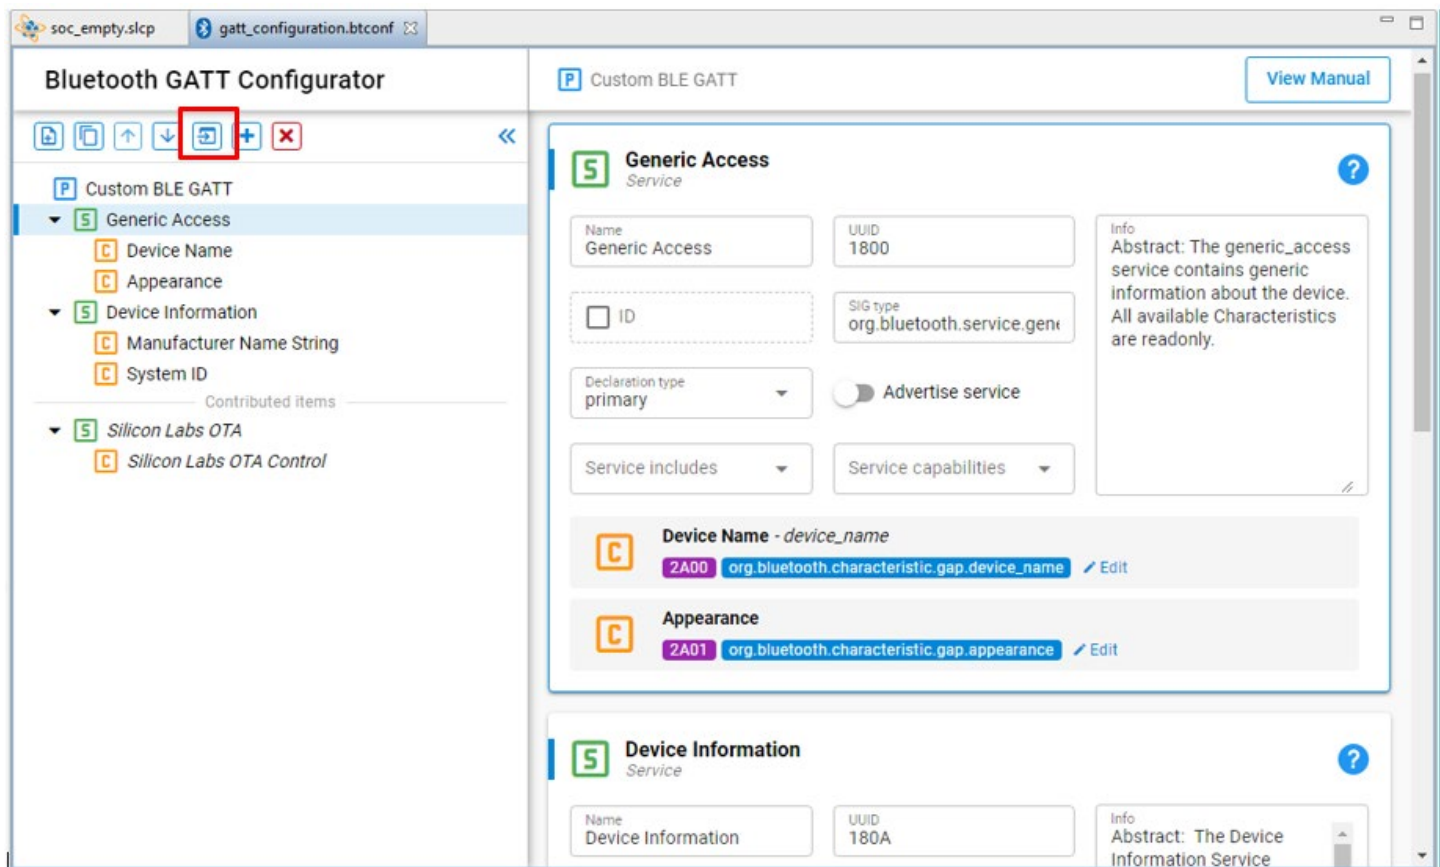 soc_empty.slcp
gatt_configuration.btconf
Bluetooth GATT Configurator
P Custom BLE GATT
S Generic Access
C Device Name
C Appearance
S Device Information
C Manufacturer Name String
C System ID
Contributed items
S Silicon Labs OTA
C Silicon Labs OTA Control
P Custom BLE GATT
View Manual
S Generic Access
Service
?
Name
Generic Access
UUID
1800
ID
SIG type
org.bluetooth.service.gene
Declaration type
primary
Advertise service
Service includes
Service capabilities
Info
Abstract: The generic_access
service contains generic
information about the device.
All available Characteristics
are readonly.
C Device Name - device_name
2A00 org.bluetooth.characteristic.gap.device_name Edit
C Appearance
2A01 org.bluetooth.characteristic.gap.appearance Edit
S Device Information
Service
?
Name
Device Information
UUID
180A
Info
Abstract: The Device
Information Service